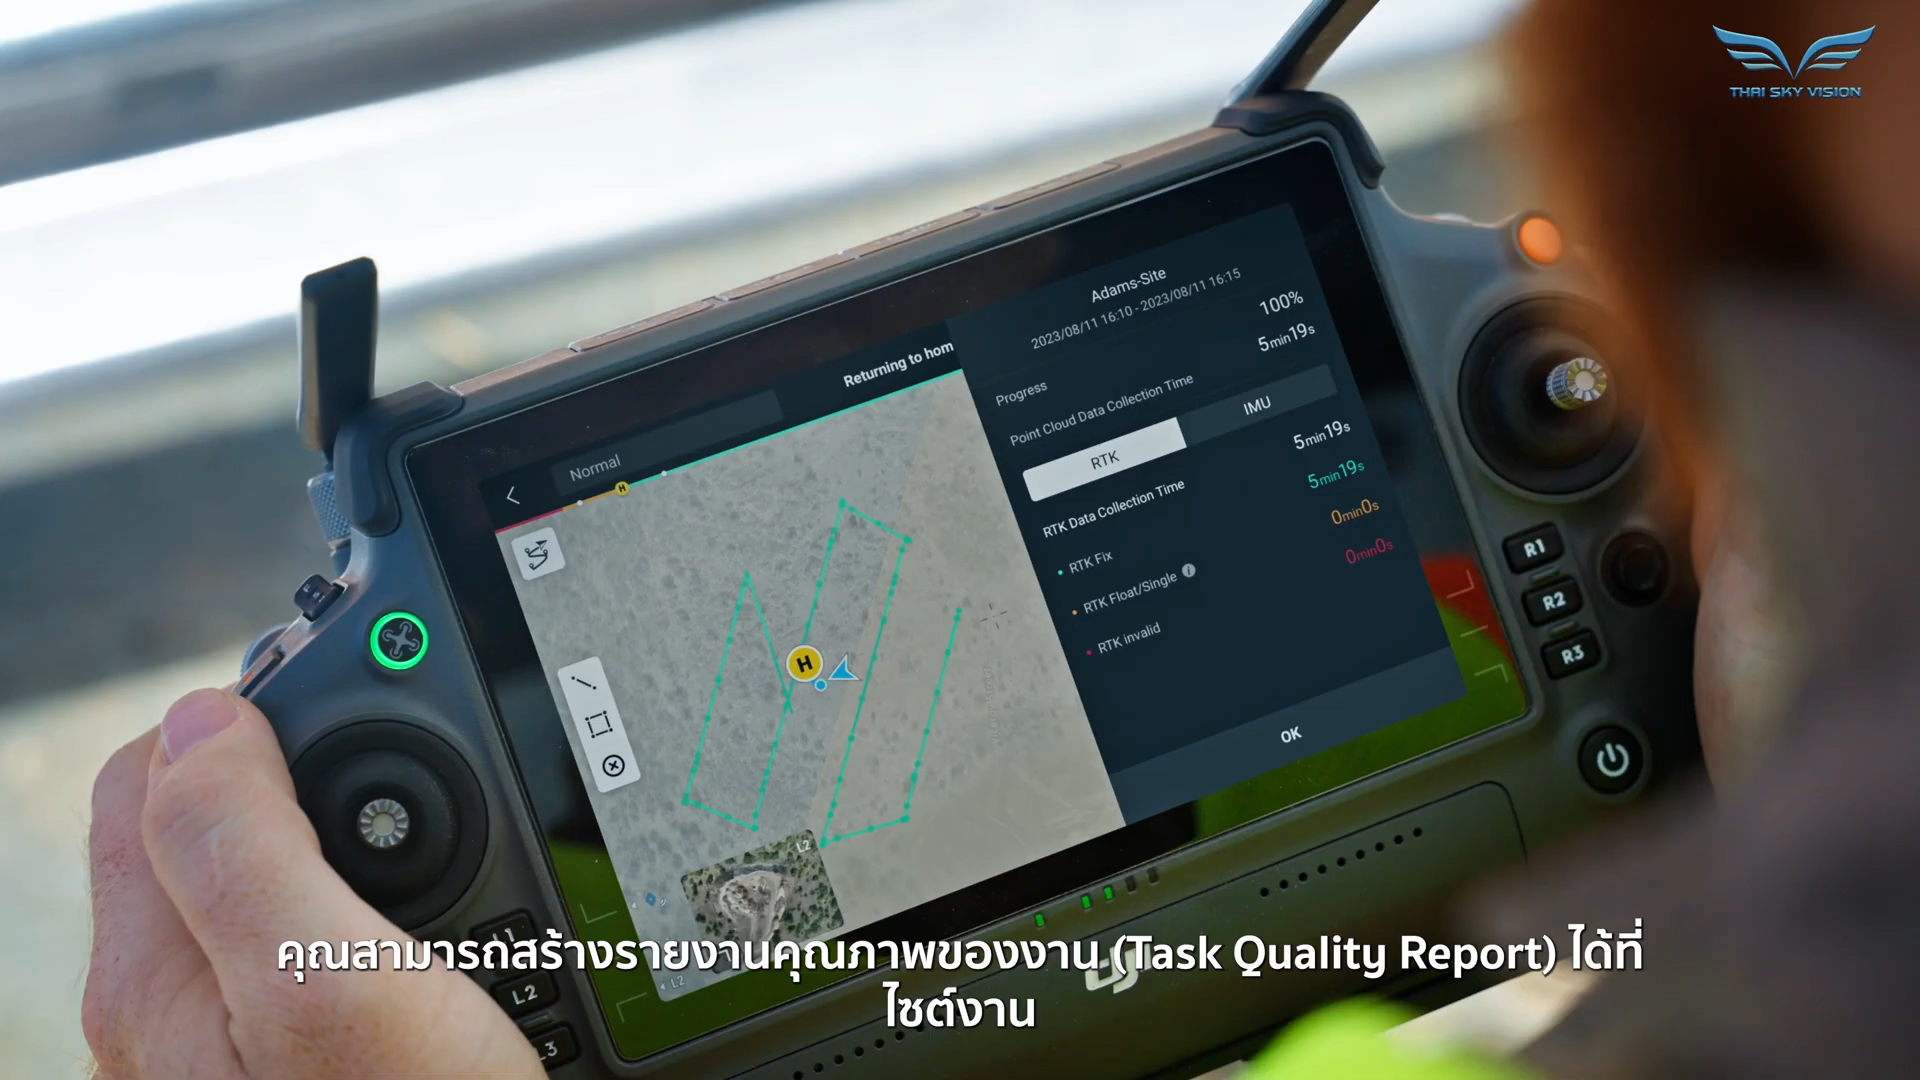 THAI SKY VISION
Adams-Site
2023/08/11 16:10 - 2023/08/11 16:15
Returning to hom
Normal
Progress 100%
Point Cloud Data Collection Time 5min19s
RTK IMU
RTK Data Collection Time 5min19s
RTK Fix 5min19s
RTK Float/Single 0min0s
RTK invalid 0min0s
OK
H
H
L2
L2
R1
R2
R3
L1
L2
L3
dji
คุณสามารถสร้างรายงานคุณภาพของงาน (Task Quality Report) ได้ที่
ไซต์งาน